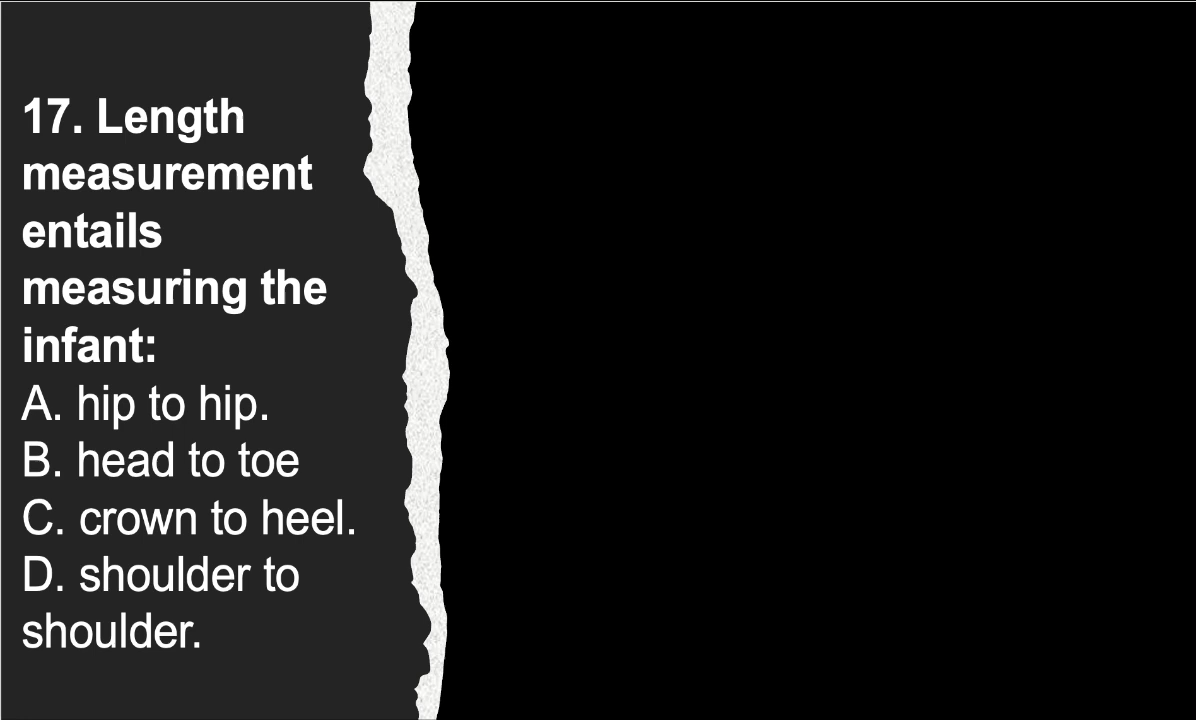 17. Length
measurement
entails
measuring the
infant:
A. hip to hip.
B. head to toe
C. crown to heel.
D. shoulder to
shoulder.